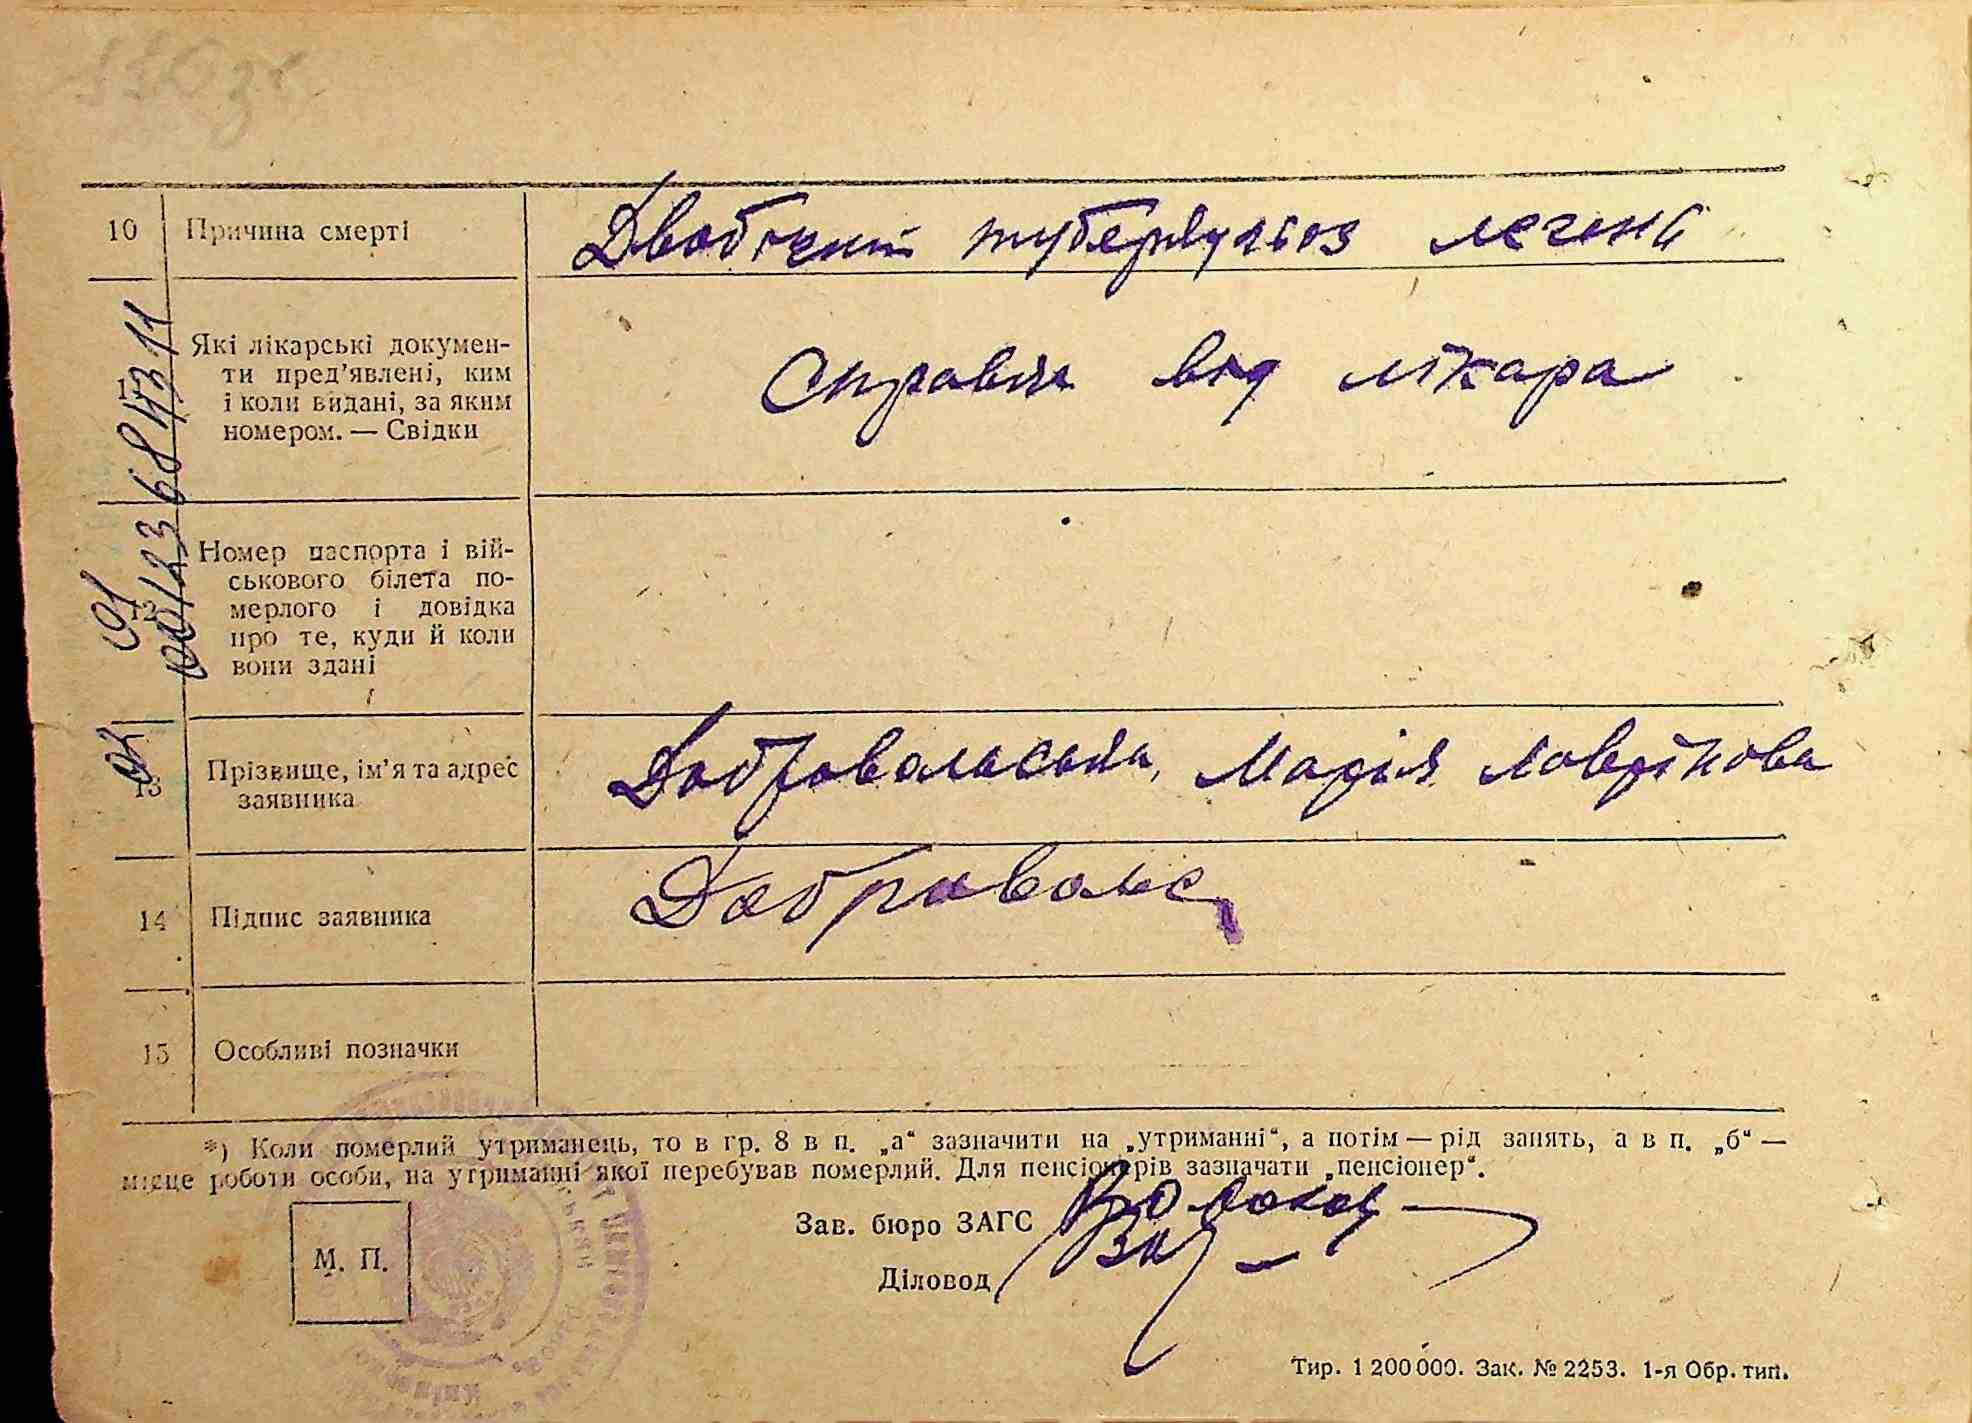 10 Причина смерті Двобічний туберкульоз легенів
Які лікарські докумен-
ти пред'явлені, ким
і коли видані, за яким
номером. — Свідки
Справка від лікара
Номер паспорта і вій-
ськового білета по-
мерлого і довідка
про те, куди й коли
вони здані
13 Прізвище, ім'я та адрес
заявника
Добровольська Марія Лаврінова
14 Підпис заявника Добровольс
15 Особливі позначки
*) Коли померлий утриманець, то в гр. 8 в п. „а“ зазначити на „утриманні“, а потім — рід занять, а в п. „б“ —
місце роботи особи, на утриманні якої перебував померлий. Для пенсіонерів зазначати „пенсіонер“.
Зав. бюро ЗАГС
М. П.
Діловод
Тир. 1 200 000. Зак. № 2253. 1-я Обр. тип.